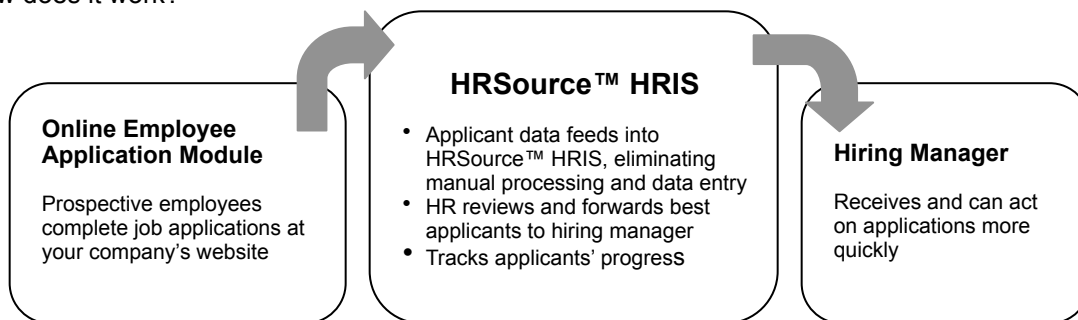 w does it work?
Online Employee
Application Module
Prospective employees
complete job applications at
your company's website
HRSource™ HRIS
• Applicant data feeds into
HRSource™ HRIS, eliminating
manual processing and data entry
• HR reviews and forwards best
applicants to hiring manager
• Tracks applicants' progress
Hiring Manager
Receives and can act
on applications more
quickly